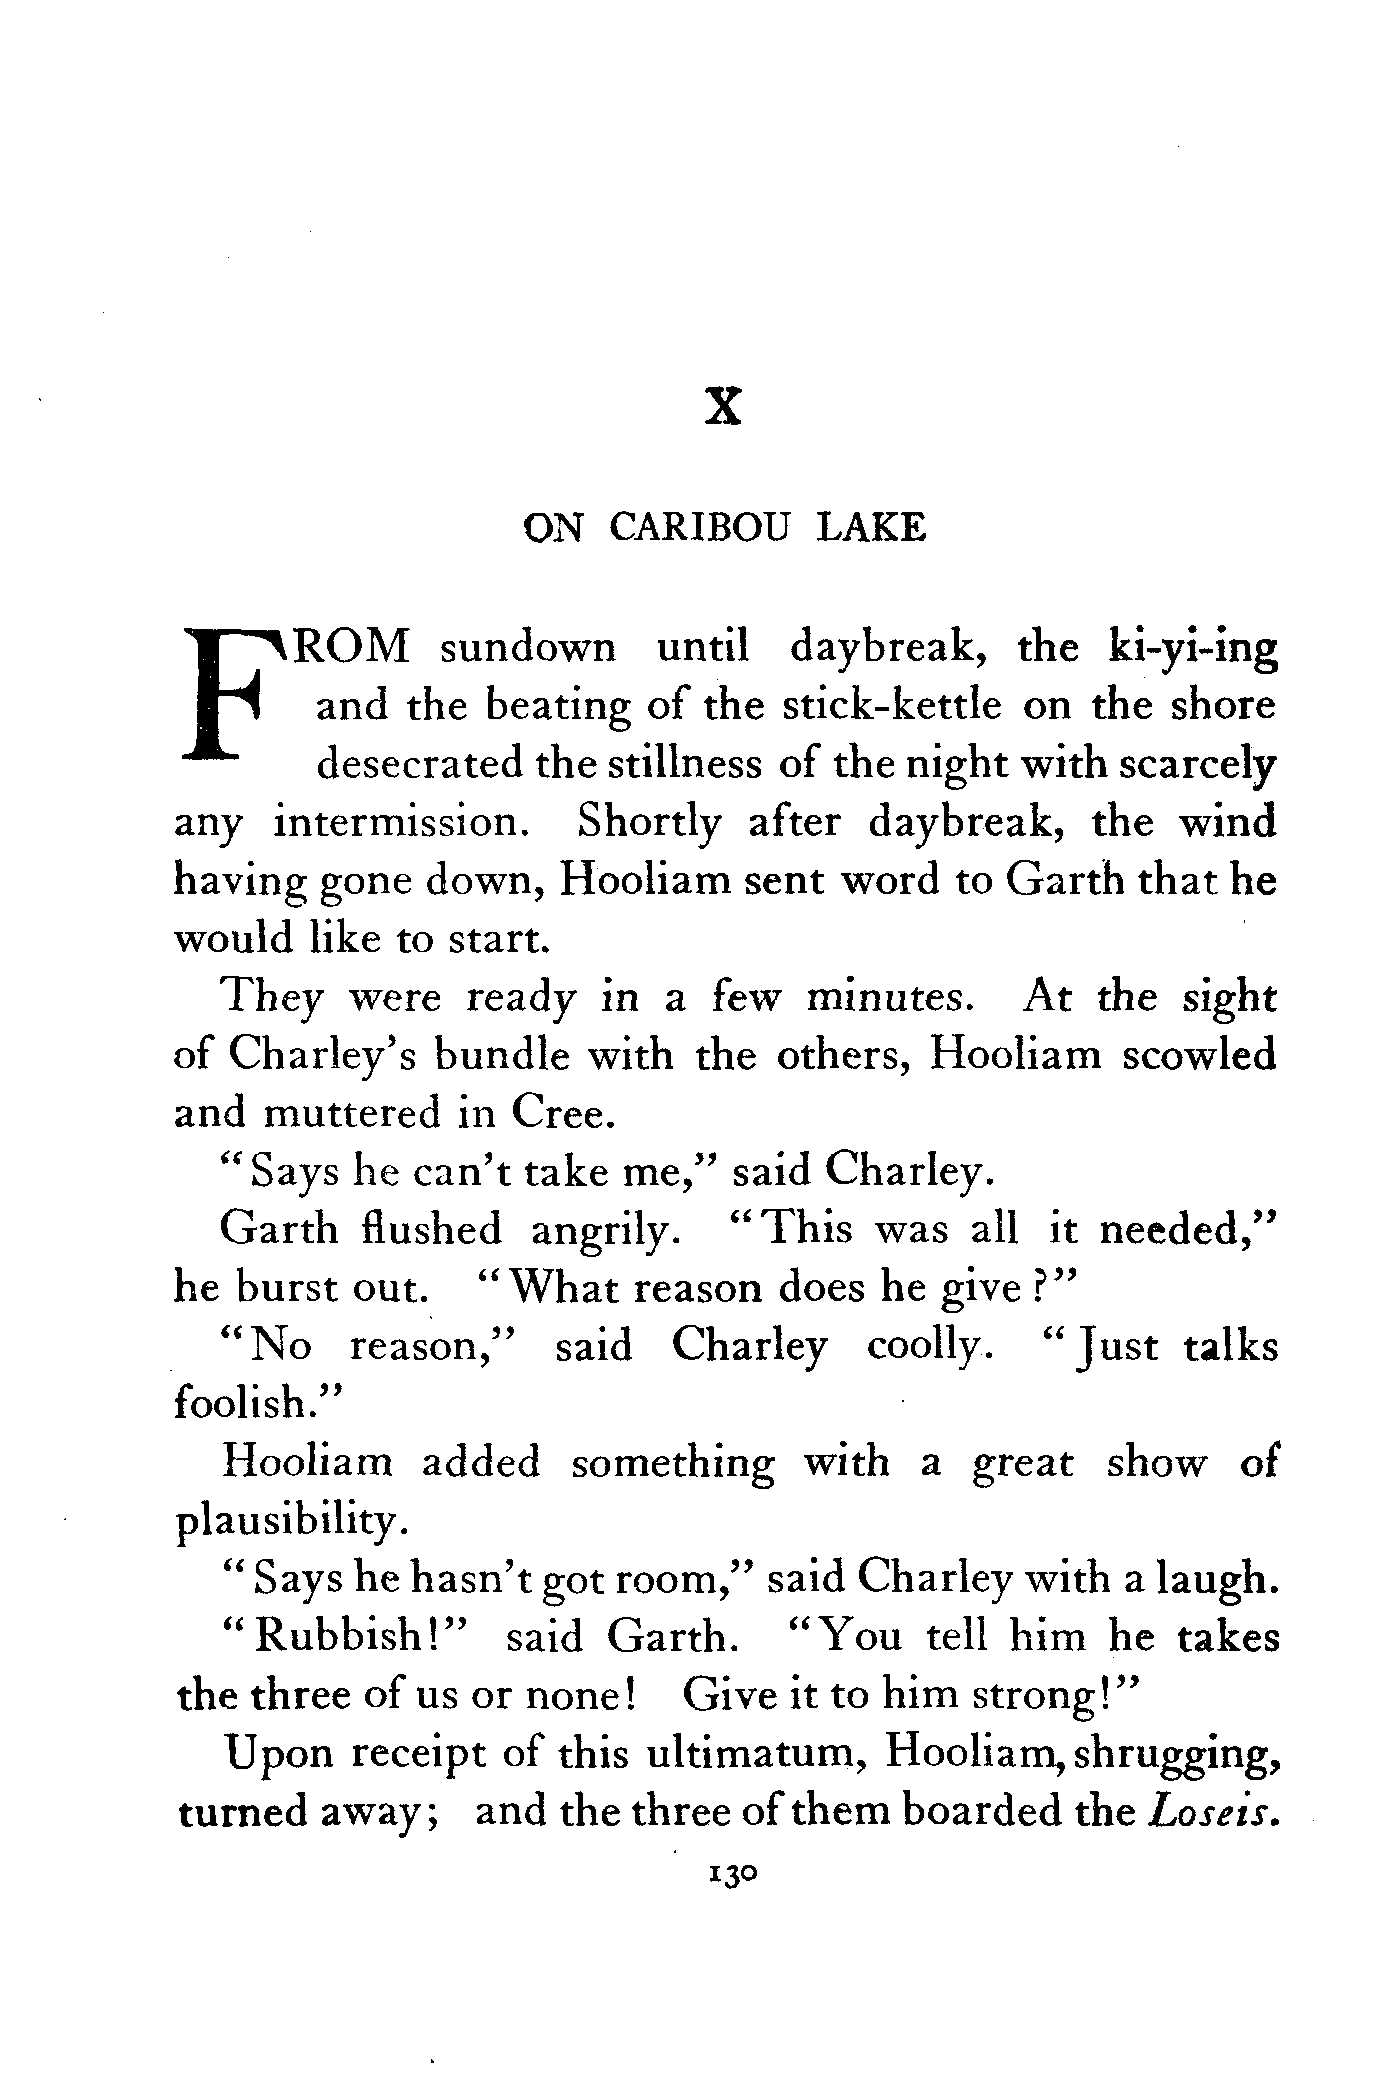 X
ON CARIBOU LAKE
FROM sundown until daybreak, the ki-yi-ing
and the beating of the stick-kettle on the shore
desecrated the stillness of the night with scarcely
any intermission. Shortly after daybreak, the wind
having gone down, Hooliam sent word to Garth that he
would like to start.
They were ready in a few minutes. At the sight
of Charley's bundle with the others, Hooliam scowled
and muttered in Cree.
"Says he can't take me," said Charley.
Garth flushed angrily. "This was all it needed,"
he burst out. "What reason does he give?"
"No reason," said Charley coolly. "Just talks
foolish."
Hooliam added something with a great show of
plausibility.
"Says he hasn't got room," said Charley with a laugh.
"Rubbish!" said Garth. "You tell him he takes
the three of us or none! Give it to him strong!"
Upon receipt of this ultimatum, Hooliam, shrugging,
turned away; and the three of them boarded the Loseis.
130